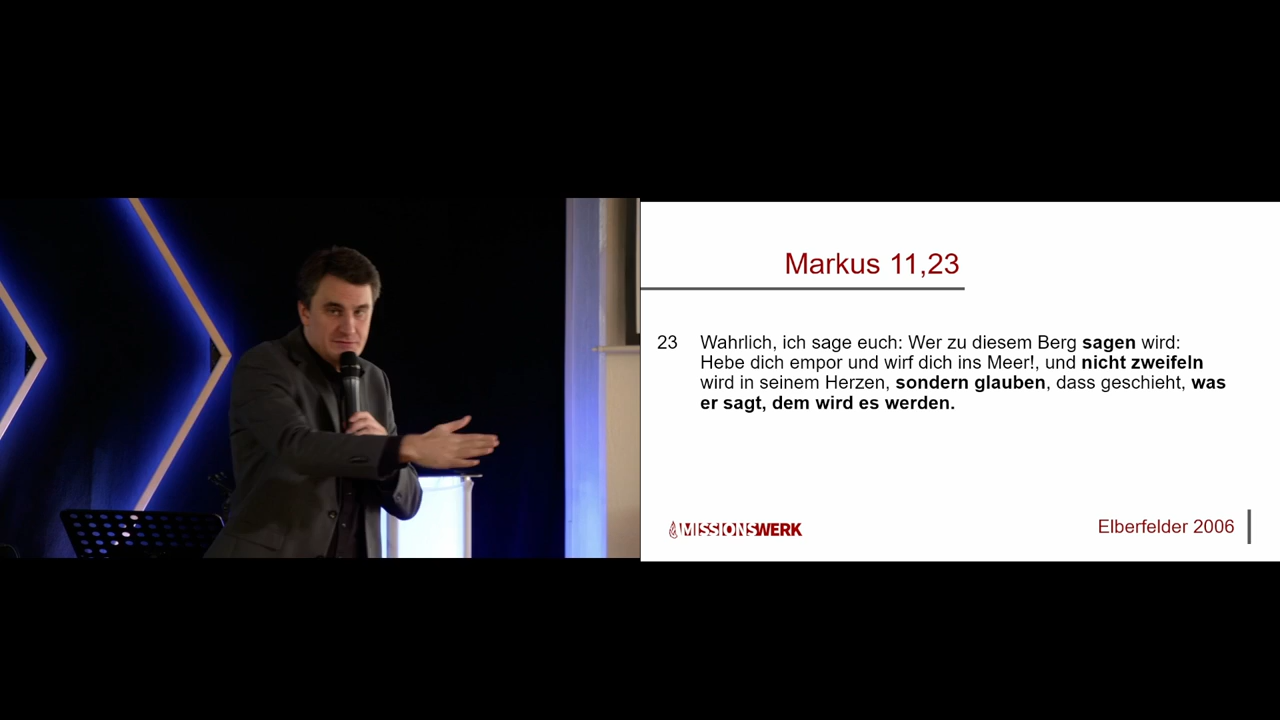 Markus 11,23
23 Wahrlich, ich sage euch: Wer zu diesem Berg sagen wird:
Hebe dich empor und wirf dich ins Meer!, und nicht zweifeln
wird in seinem Herzen, sondern glauben, dass geschieht, was
er sagt, dem wird es werden.
MISSIONSWERK
Elberfelder 2006